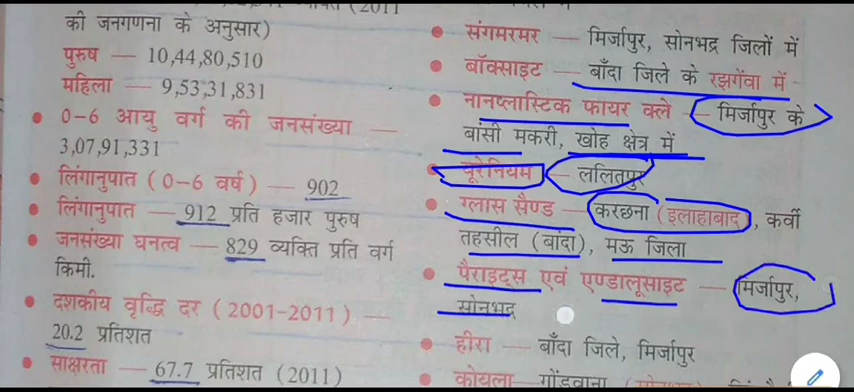 (2011
की जनगणना के अनुसार)
पुरुष — 10,44,80,510
महिला — 9,53,31,831
• 0-6 आयु वर्ग की जनसंख्या —
3,07,91,331
• लिंगानुपात (0-6 वर्ष) — 902
• लिंगानुपात — 912 प्रति हजार पुरुष
• जनसंख्या घनत्व — 829 व्यक्ति प्रति वर्ग
किमी.
• दशकीय वृद्धि दर (2001-2011) —
20.2 प्रतिशत
• साक्षरता — 67.7 प्रतिशत (2011)
• संगमरमर — मिर्जापुर, सोनभद्र जिलों में
• बॉक्साइट — बाँदा जिले के रझगेंवा में
• नानप्लास्टिक फायर क्ले — मिर्जापुर के
बांसी मकरी, खोह क्षेत्र में
• यूरेनियम — ललितपुर
• ग्लास सैण्ड — करछना (इलाहाबाद), कर्वी
तहसील (बांदा), मऊ जिला
• पैराइट्स एवं एण्डालूसाइट — मिर्जापुर,
सोनभद्र
• हीरा — बाँदा जिले, मिर्जापुर
• कोयला — गोंडवाना